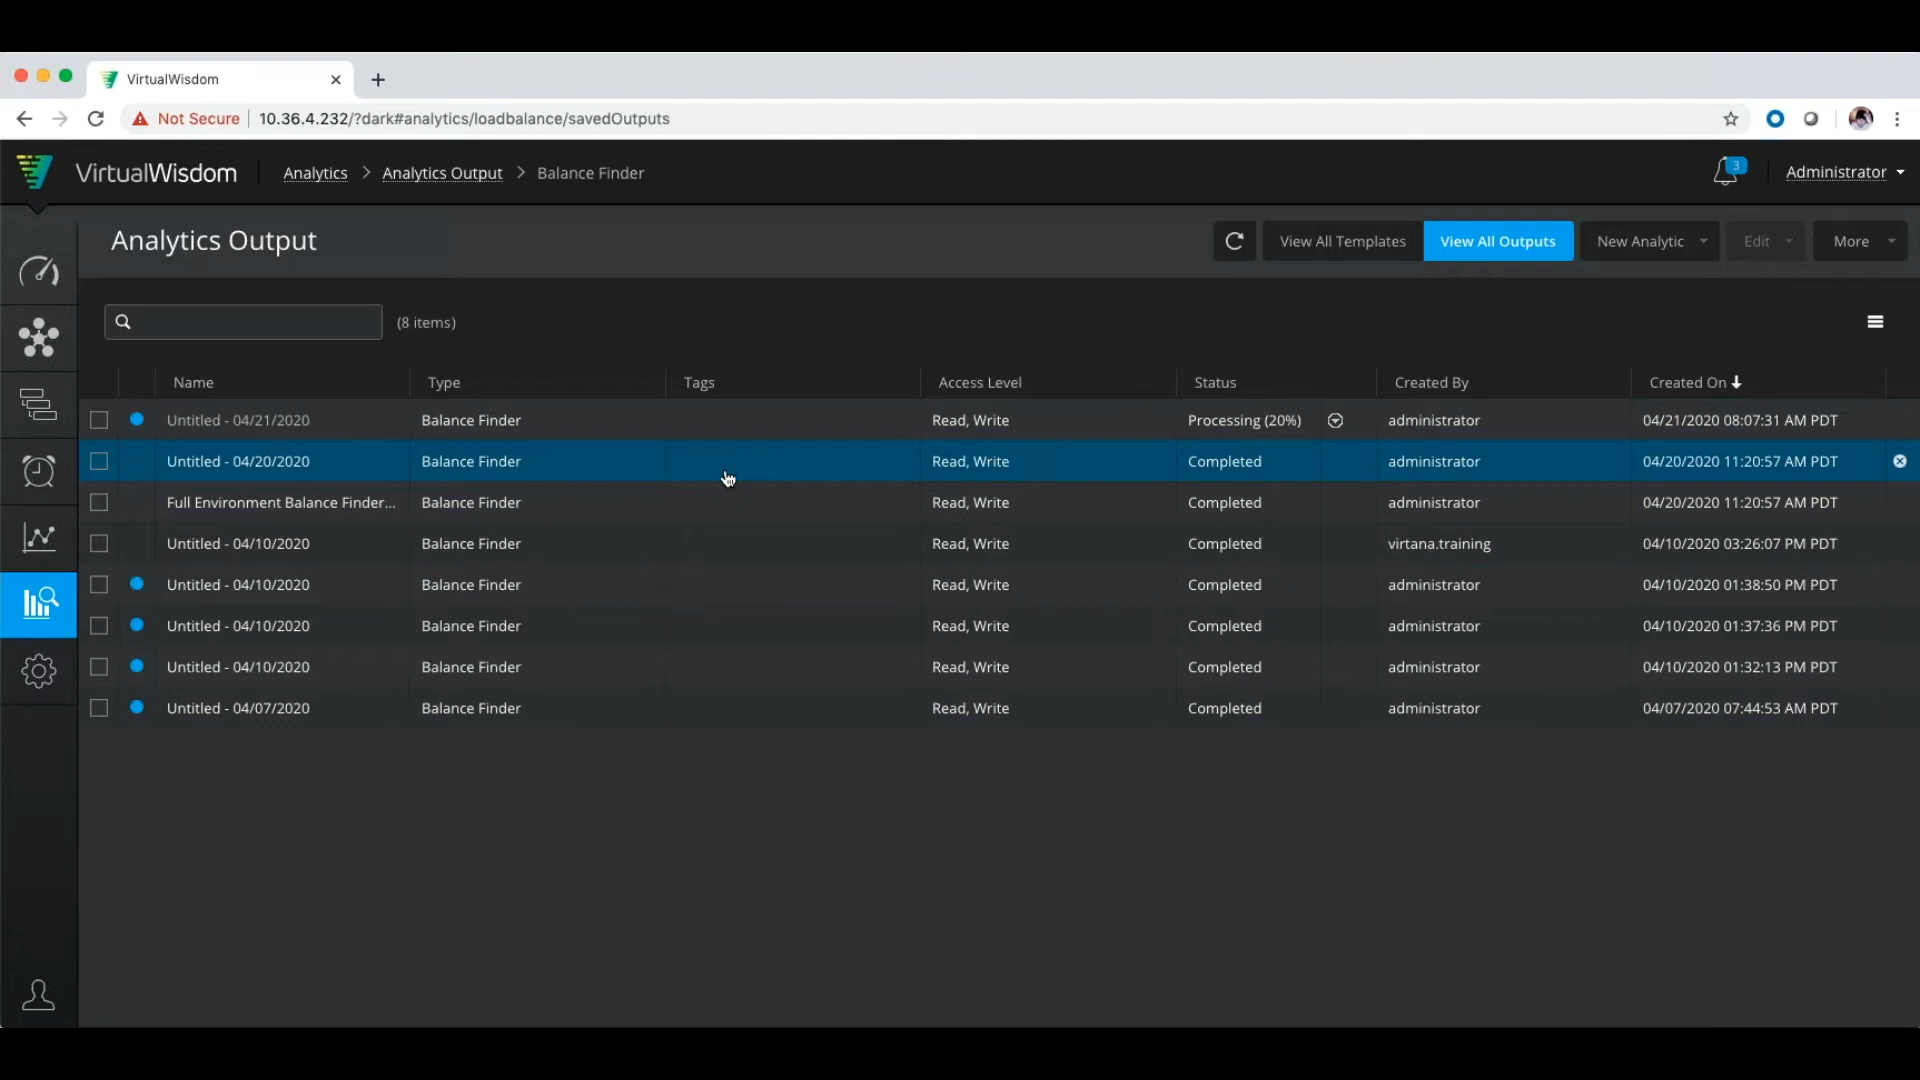 VirtualWisdom
Not Secure 10.36.4.232/?dark#analytics/loadbalance/savedOutputs
VirtualWisdom Analytics > Analytics Output > Balance Finder 3 Administrator
Analytics Output View All Templates View All Outputs New Analytic Edit More
(8 items)
Name Type Tags Access Level Status Created By Created On
Untitled - 04/21/2020 Balance Finder Read, Write Processing (20%) administrator 04/21/2020 08:07:31 AM PDT
Untitled - 04/20/2020 Balance Finder Read, Write Completed administrator 04/20/2020 11:20:57 AM PDT
Full Environment Balance Finder... Balance Finder Read, Write Completed administrator 04/20/2020 11:20:57 AM PDT
Untitled - 04/10/2020 Balance Finder Read, Write Completed virtana.training 04/10/2020 03:26:07 PM PDT
Untitled - 04/10/2020 Balance Finder Read, Write Completed administrator 04/10/2020 01:38:50 PM PDT
Untitled - 04/10/2020 Balance Finder Read, Write Completed administrator 04/10/2020 01:37:36 PM PDT
Untitled - 04/10/2020 Balance Finder Read, Write Completed administrator 04/10/2020 01:32:13 PM PDT
Untitled - 04/07/2020 Balance Finder Read, Write Completed administrator 04/07/2020 07:44:53 AM PDT